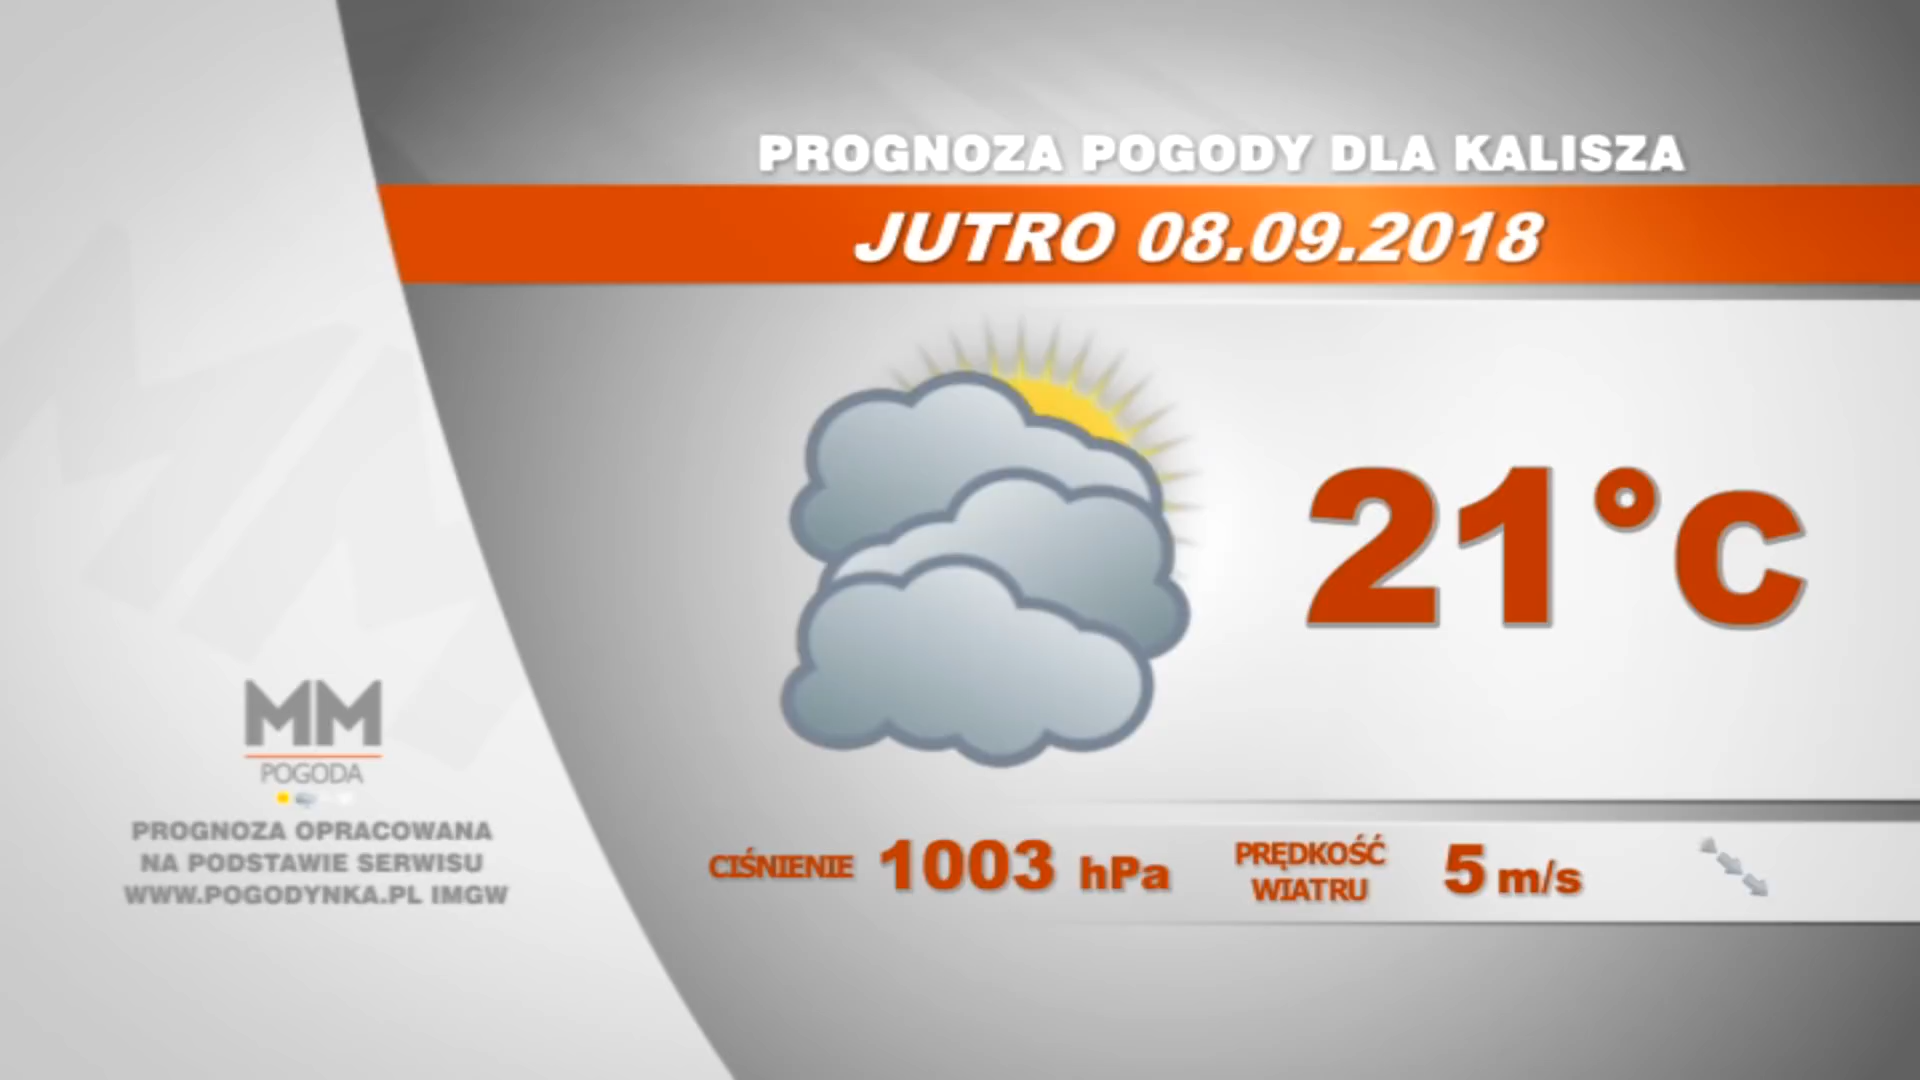 PROGNOZA POGODY DLA KALISZA
JUTRO 08.09.2018
21°C
CIŚNIENIE 1003 hPa
PRĘDKOŚĆ
WIATRU
5 m/s
MM
POGODA
PROGNOZA OPRACOWANA
NA PODSTAWIE SERWISU
WWW.POGODYNKA.PL IMGW